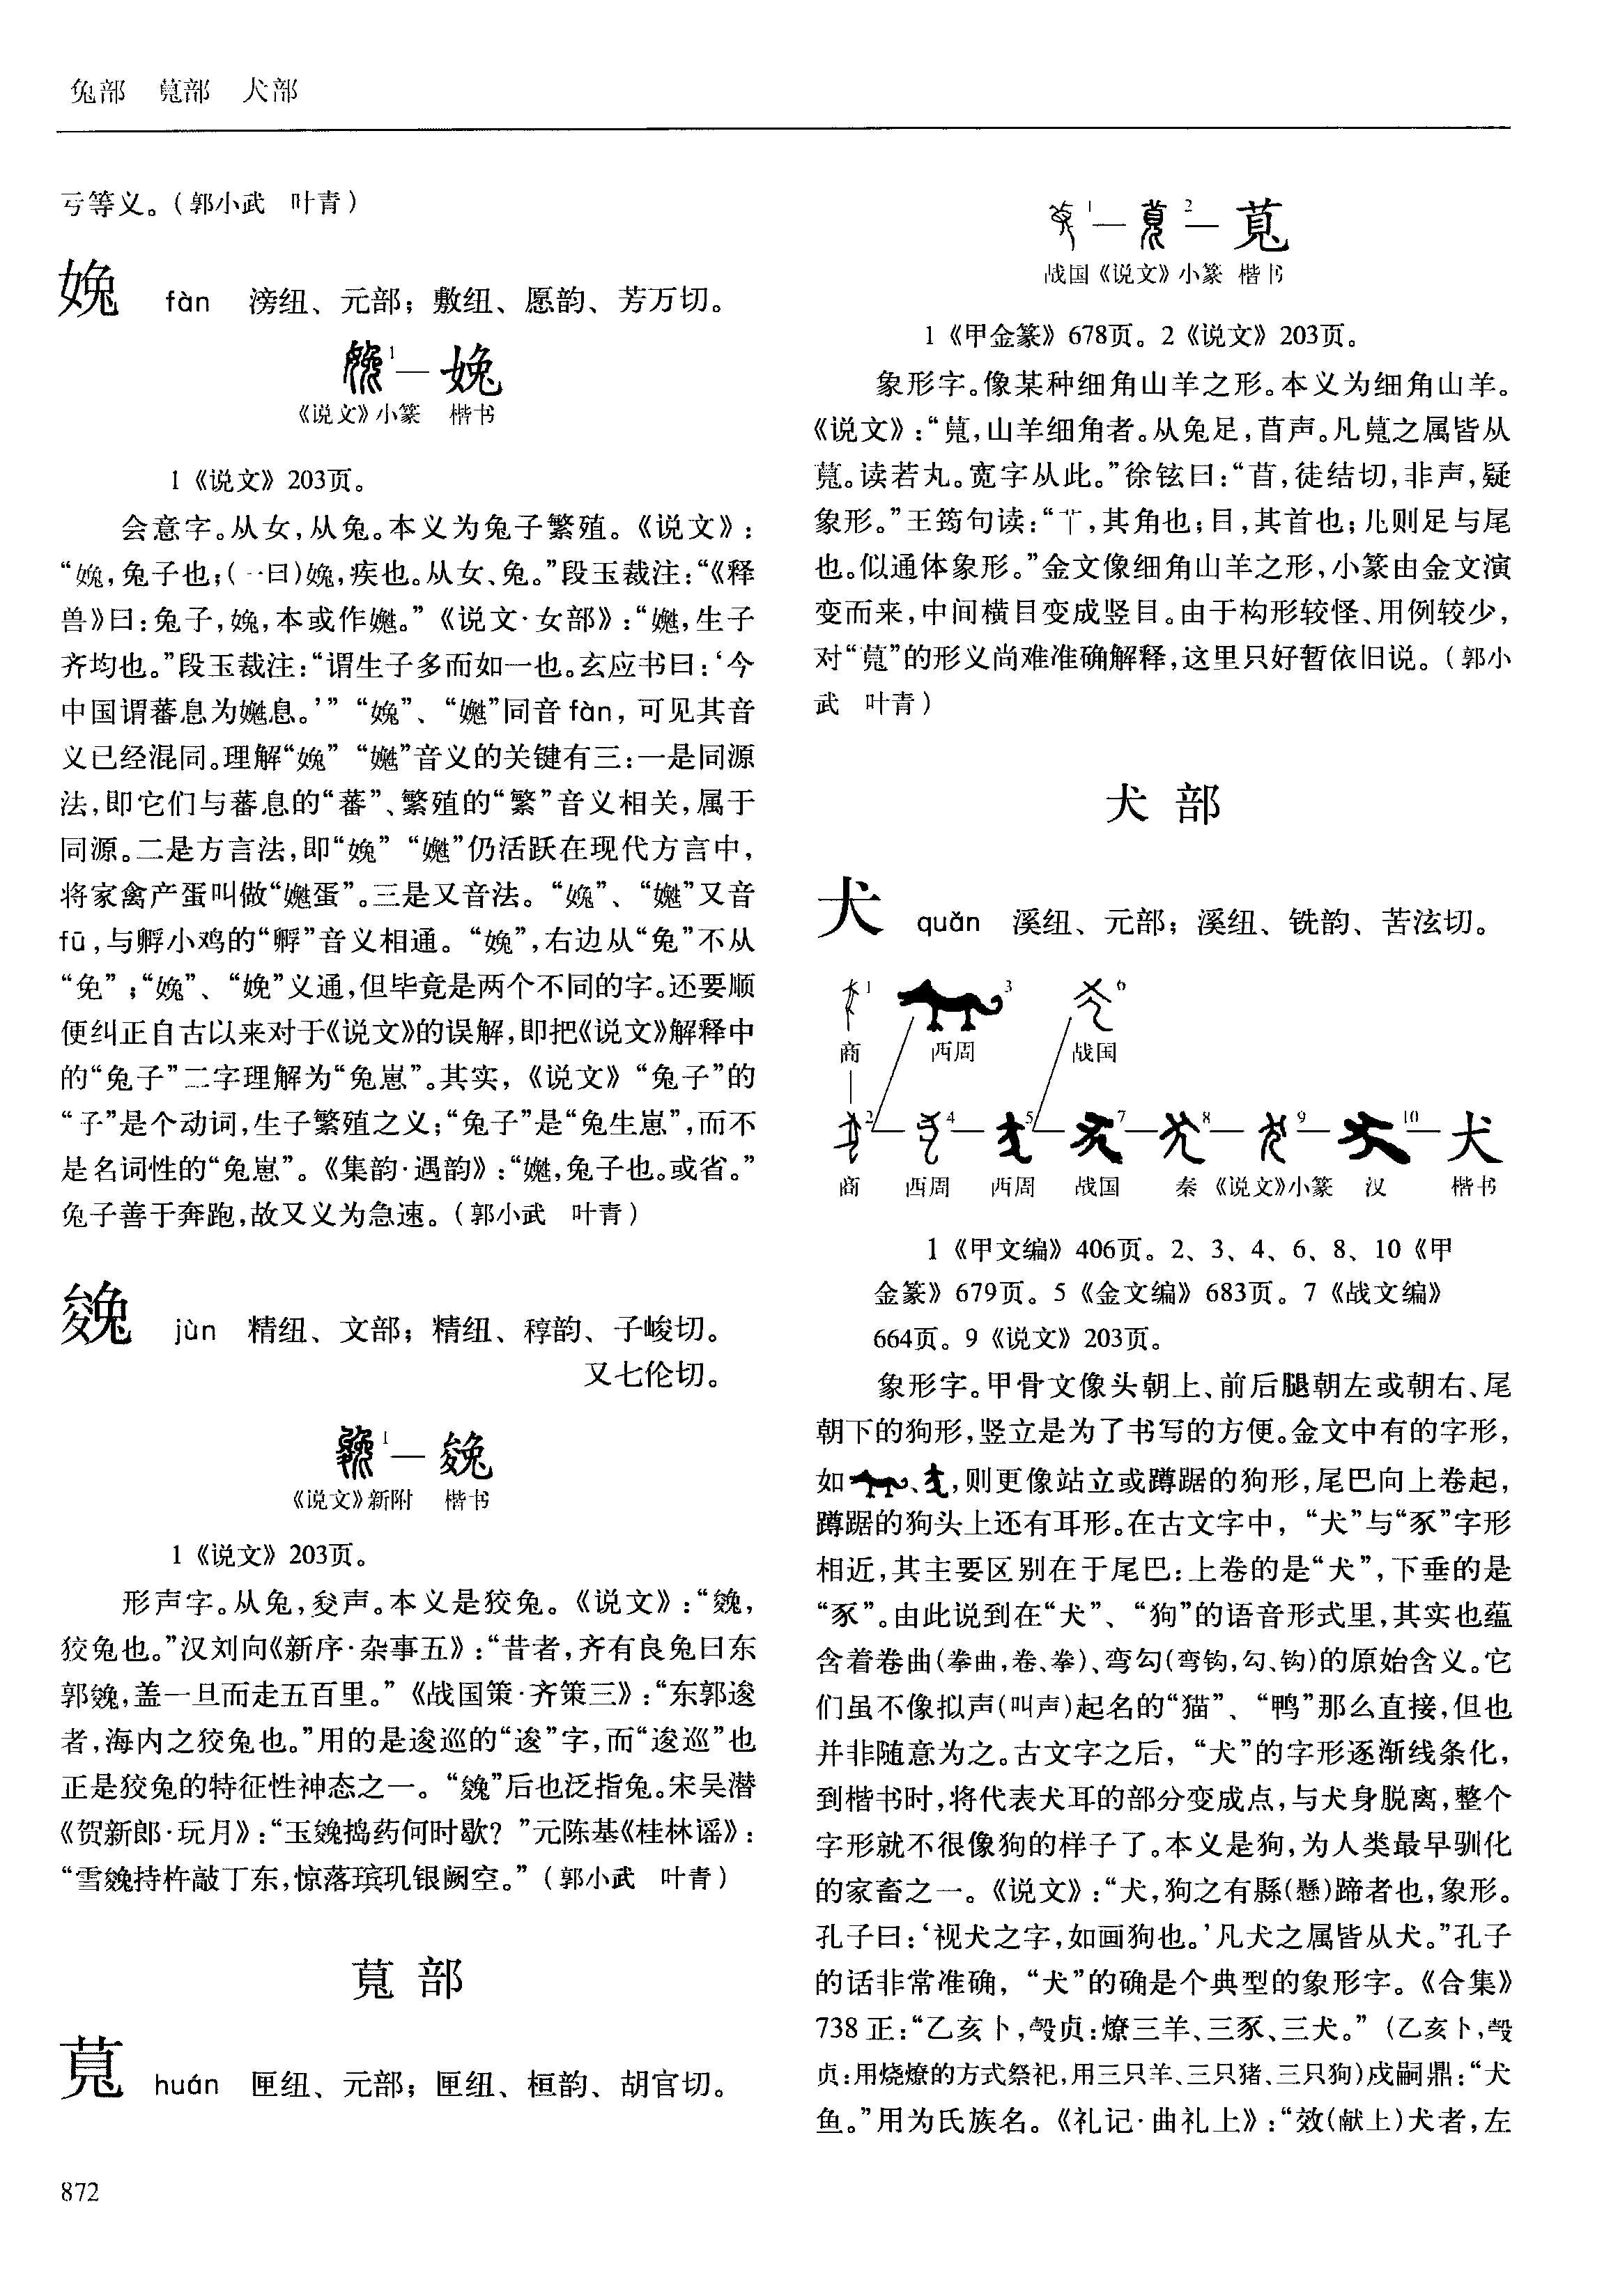 兔部　萈部　犬部
亏等义。(郭小武　叶青)
娩　fàn　滂纽、元部；敷纽、愿韵、芳万切。
1—娩
《说文》小篆　楷书
1《说文》203页。
会意字。从女,从兔。本义为兔子繁殖。《说文》:
“㝃,兔子也;(一曰)㝃,疾也。从女、兔。”段玉裁注:“《释
兽》曰:兔子,㝃,本或作嬎。”《说文·女部》:“嬎,生子
齐均也。”段玉裁注:“谓生子多而如一也。玄应书曰:‘今
中国谓蕃息为嬎息。’”“㝃”、“嬎”同音fàn,可见其音
义已经混同。理解“㝃”“嬎”音义的关键有三:一是同源
法,即它们与蕃息的“蕃”、繁殖的“繁”音义相关,属于
同源。二是方言法,即“㝃”“嬎”仍活跃在现代方言中,
将家禽产蛋叫做“嬎蛋”。三是又音法。“㝃”、“嬎”又音
fū,与孵小鸡的“孵”音义相通。“㝃”,右边从“兔”不从
“免”;“㝃”、“娩”义通,但毕竟是两个不同的字。还要顺
便纠正自古以来对于《说文》的误解,即把《说文》解释中
的“兔子”二字理解为“兔崽”。其实,《说文》“兔子”的
“子”是个动词,生子繁殖之义;“兔子”是“兔生崽”,而不
是名词性的“兔崽”。《集韵·遇韵》:“嬎,兔子也。或省。”
兔子善于奔跑,故又义为急速。(郭小武　叶青)
㕙　jùn　精纽、文部；精纽、稕韵、子峻切。
又七伦切。
1—㕙
《说文》新附　楷书
1《说文》203页。
形声字。从兔,夋声。本义是狡兔。《说文》:“㕙,
狡兔也。”汉刘向《新序·杂事五》:“昔者,齐有良兔曰东
郭㕙,盖一旦而走五百里。”《战国策·齐策三》:“东郭逡
者,海内之狡兔也。”用的是逡巡的“逡”字,而“逡巡”也
正是狡兔的特征性神态之一。“㕙”后也泛指兔。宋吴潜
《贺新郎·玩月》:“玉㕙捣药何时歇？”元陈基《桂林谣》:
“雪㕙持杵敲丁东,惊落璸玑银阙空。”(郭小武　叶青)
萈 部
萈　huán　匣纽、元部；匣纽、桓韵、胡官切。
1—2—萈
战国《说文》小篆　楷书
1《甲金篆》678页。2《说文》203页。
象形字。像某种细角山羊之形。本义为细角山羊。
《说文》:“萈,山羊细角者。从兔足,苜声。凡萈之属皆从
萈。读若丸。宽字从此。”徐铉曰:“苜,徒结切,非声,疑
象形。”王筠句读:“𦫳,其角也;目,其首也;儿则足与尾
也。似通体象形。”金文像细角山羊之形,小篆由金文演
变而来,中间横目变成竖目。由于构形较怪、用例较少,
对“萈”的形义尚难准确解释,这里只好暂依旧说。(郭小
武　叶青)
犬 部
犬　quǎn　溪纽、元部；溪纽、铣韵、苦泫切。
1　3　6
商　西周　战国
2—4—5—7—8—9—10—犬
商　西周　西周　战国　秦　《说文》小篆　汉　楷书
1《甲文编》406页。2、3、4、6、8、10《甲
金篆》679页。5《金文编》683页。7《战文编》
664页。9《说文》203页。
象形字。甲骨文像头朝上、前后腿朝左或朝右、尾
朝下的狗形,竖立是为了书写的方便。金文中有的字形,
如、,则更像站立或蹲踞的狗形,尾巴向上卷起,
蹲踞的狗头上还有耳形。在古文字中,“犬”与“豕”字形
相近,其主要区别在于尾巴:上卷的是“犬”,下垂的是
“豕”。由此说到在“犬”、“狗”的语音形式里,其实也蕴
含着卷曲(拳曲,卷、拳)、弯勾(弯钩,勾、钩)的原始含义。它
们虽不像拟声(叫声)起名的“猫”、“鸭”那么直接,但也
并非随意为之。古文字之后,“犬”的字形逐渐线条化,
到楷书时,将代表犬耳的部分变成点,与犬身脱离,整个
字形就不很像狗的样子了。本义是狗,为人类最早驯化
的家畜之一。《说文》:“犬,狗之有縣(懸)蹄者也,象形。
孔子曰:‘视犬之字,如画狗也。’凡犬之属皆从犬。”孔子
的话非常准确,“犬”的确是个典型的象形字。《合集》
738正:“乙亥卜,㱿贞:燎三羊、三豕、三犬。”(乙亥卜,㱿
贞:用烧燎的方式祭祀,用三只羊、三只猪、三只狗)戍嗣鼎:“犬
鱼。”用为氏族名。《礼记·曲礼上》:“效(献上)犬者,左
872